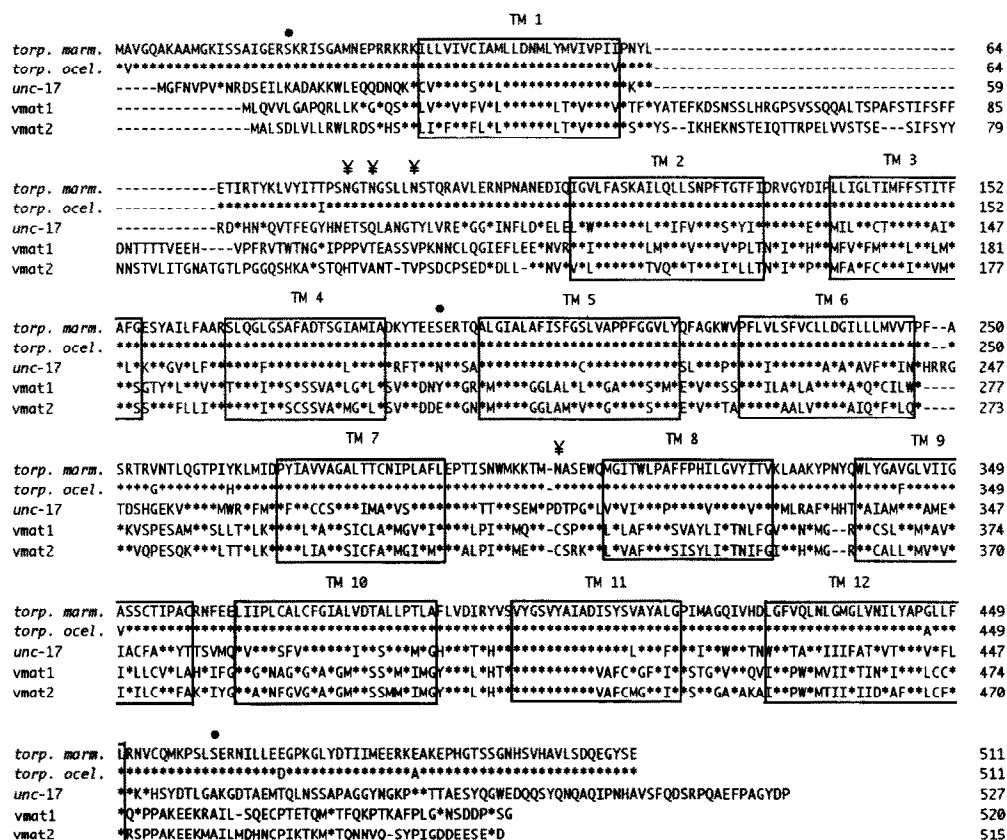 TM 1
●
torp. marm. MAVGQAKAAMGKISSAIGERSKRISGAMNEPRRKRKILLVIVCIAMLLDNMLYMVIVPIIPNYL------------------------------ 64
torp. ocel. *V************************************************************V****------------------------------ 64
unc-17 -----MGFNVPV*NRDSEILKADAKKWLEQQDNQK*CV****S**L****************K**------------------------------ 59
vmat1 ---------------MLQVVLGAPQRLLK*G*QS**LV**V*FV*L*******LT*V***V*TF*YATEFKDSNSSLHRGPSVSSQQALTSPAFSTIFSFF 85
vmat2 ---------------MALSDLVLLRWLRDS*HS**LI*F**FL*L*******LT*V*****S**YS--IKHEKNSTEIQTTRPELVVSTSE---SIFSYY 79
¥ ¥ ¥ TM 2 TM 3
-----------ETIRTYKLVYITTPSNGTNGSLLNSTQRAVLERNPNANEDIQIGVLFASKAILQLLSNPFTGTFIDRVGYDIPLLIGLTIMFFSTITF
torp. marm. 152
torp. ocel. -----------************I************************************************************************* 152
unc-17 -----------RD*HN*QVTFEGYHNETSQLANGTYLVRE*GG*INFLD*ELEL*W*****L**IFV***S*YI*****E**MIL**CT****AI* 147
vmat1 DNTTTTVEEH----VPFRVTWTNG*IPPPVTEASSVPKNNCLQGIEFLEE*NVR**I*****LM***V**V*PLTN*I**H**MFV*FM***L**LM* 181
vmat2 NNSTVLITGNATGTLPGGQSHKA*STQHTVANT-TVPSDCPSED*DLL--*NV*V*L*****TVQ**T***I*LLTN*I**P**MFA*FC***I**VM* 177
TM 4 ● TM 5 TM 6
torp. marm. AFGESYAILFAARSLQGLGSAFADTSGIAMIADKYTEESERTQALGIALAFISFGSLVAPPFGGVLYQFAGKWVPFLVLSFVCLLDGILLLMVVTPF--A 250
torp. ocel. *************************************************************************************************--* 250
unc-17 *L*K**GV*LF********F*********L****RFT**N**SA***********C*********SL***P****I*****A*A*AVF**IN*HRRG 247
vmat1 **SGTY*L**V**T***I**S*SSVA*LG*L*SV**DNY**GR*M***GGLAL*L**GA***S*M*E*V**SS***ILA*LA****A*Q*CILW*---- 277
vmat2 **SS***FLLI******I**SCSSVA*MG*L*SV**DDE**GN*M****GGLAM*V**G****S**E*V**TA*****AALV****AIQ*F*LQ*---- 273
TM 7 ¥ TM 8 TM 9
torp. marm. SRTRVNTLQGTPIYKLMIDPYIAVVAGALTTCNIPLAFLEPTISNWMKKTM-NASEWQMGITWLPAFFPHILGVYITVKLAAKYPNYQWLYGAVGLVIIG 349
torp. ocel. ****G********H************************************-***********************************F******** 349
unc-17 TDSHGEKV****MWR*FM**F**CCS***IMA*VS******TT**SEM*PDTPG*LV*VI***P***V****V***MLRAF*HHT*AIAM***AME* 347
vmat1 *KVSPESAM**SLLT*LK****L*A**SICLA*MGV*I****LPI**MQ**CSP**L*LAF***SVAYLI*TNLFGV**N*MG--R**CSL**M*AV* 374
vmat2 **VQPESQK***LTT*LK****LIA**SICFA*MGI*M****ALPI**ME**CSRK**L*VAF***SISYLI*TNIFGI**H*MG--R**CALL**MV*V* 370
TM 10 TM 11 TM 12
torp. marm. ASSCTIPACRNFEELIIPLCALCFGIALVDTALLPTLAFLVDIRYVSVYGSVYAIADISYSVAYALGPIMAGQIVHDLGFVQLNLGMGLVNILYAPGLLF 449
torp. ocel. V***********************************************************************************************A**** 449
unc-17 IACFA**YTTSVMQ*V***SFV*****I**S***M*GH***T*H******************L***F**I**W**TNW**TA**IIIFAT*VT***V*FL 447
vmat1 I*LLCV*LAH*IFG**G*NAG*G*A*GM**SS*M*IMGY***L*HT*************VAFC*GF*I**STG*V**QVI**PW*MVII*TIN*I***LCC* 474
vmat2 I*ILC**FAK*IYG**A*NFGVG*A*GM**SSMM*IMGY***L*H**************VAFCMG**I**S**GA*AKAI**PW*MTII*IID*AF**LCF* 470
●
torp. marm. LRNVCQMKPSLSERNILLEEGPKGLYDTIIMEERKEAKEPHGTSSGNHSVHAVLSDQEGYSE 511
torp. ocel. *******************D***************A************************** 511
unc-17 **K*HSYDTLGAKGDTAEMTQLNSSAPAGGYNGKP**TTAESYQGWEDQQSYQNQAQIPNHAVSFQDSRPQAEFPAGYDP 527
vmat1 *Q*PPAKEEKRAIL-SQECPTETQM*TFQKPTKAFPLG*NSDDP*SG 520
vmat2 *RSPPAKEEKMAILMDHNCPIKTKM*TQNNVQ-SYPIGDDEESE*D 515